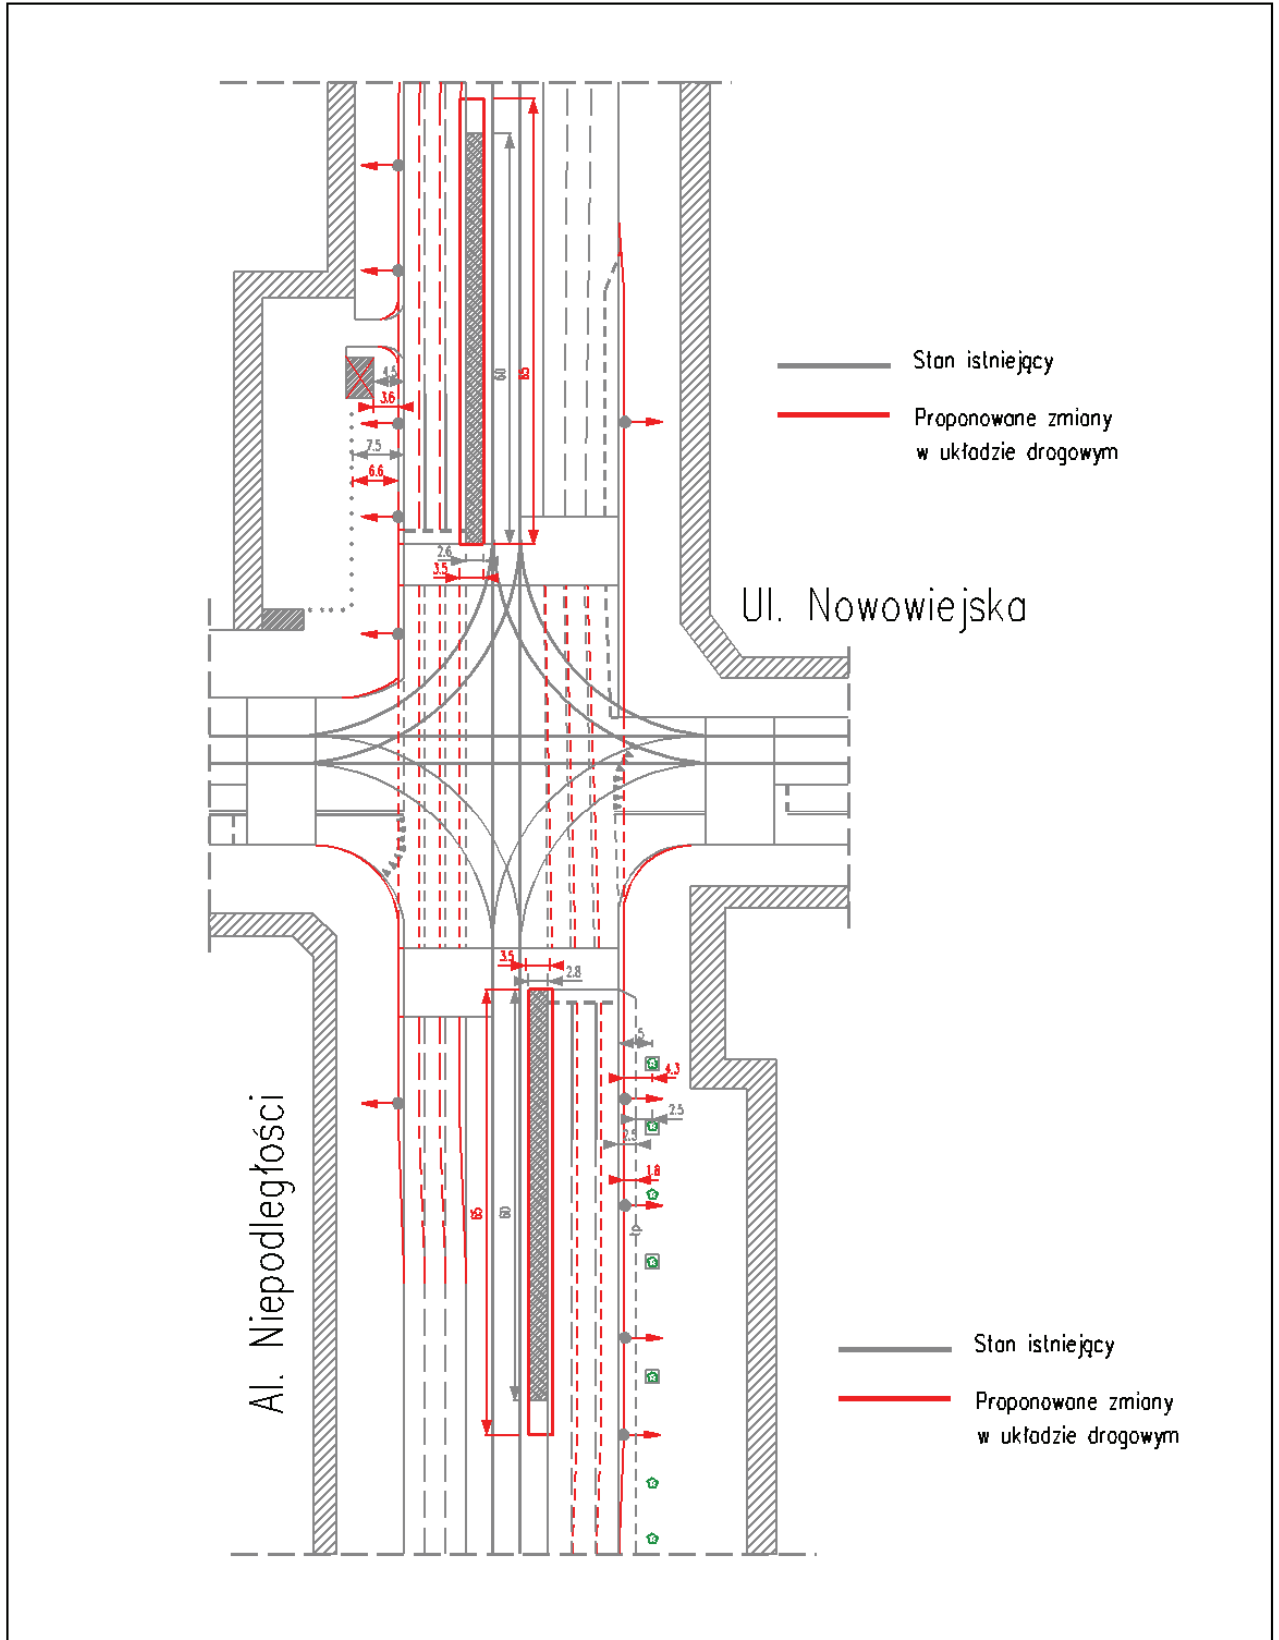 60
65
4.5
3.6
7.5
6.6
Stan istniejący
Proponowane zmiany
w układzie drogowym
2.6
3.5
Ul. Nowowiejska
3.5
2.8
5
4.3
2.5
2.5
1.8
65
60
Al. Niepodległości
Stan istniejący
Proponowane zmiany
w układzie drogowym